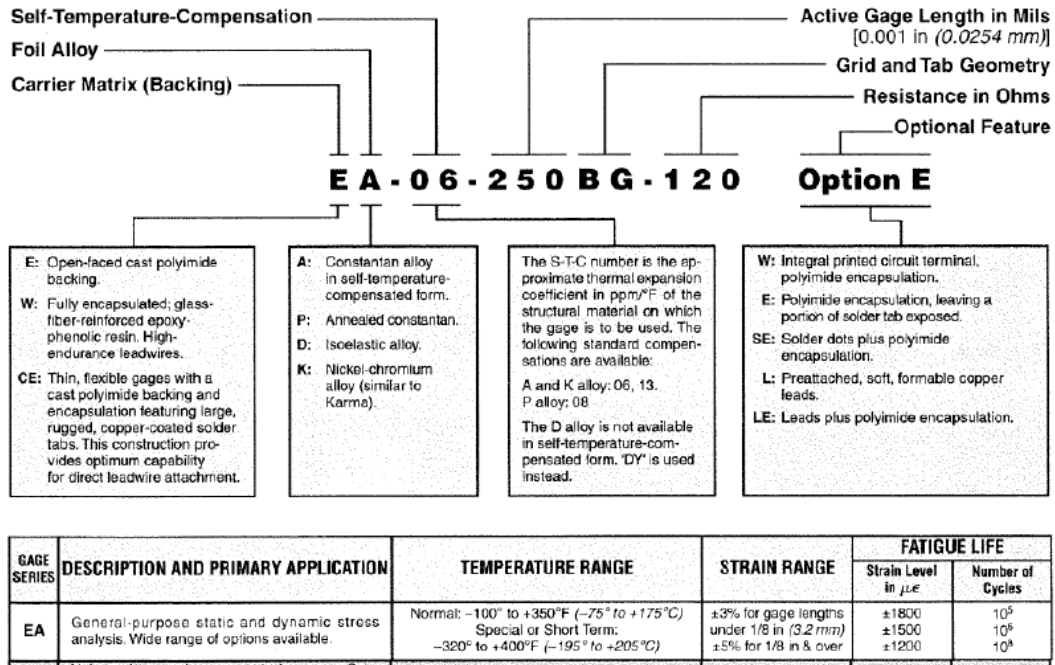 Self-Temperature-Compensation
Foil Alloy
Carrier Matrix (Backing)
Active Gage Length in Mils
[0.001 in (0.0254 mm)]
Grid and Tab Geometry
Resistance in Ohms
Optional Feature
E A - 0 6 - 2 5 0 B G - 1 2 0 Option E
E: Open-faced cast polyimide
backing.
W: Fully encapsulated; glass-
fiber-reinforced epoxy-
phenolic resin. High-
endurance leadwires.
CE: Thin, flexible gages with a
cast polyimide backing and
encapsulation featuring large,
rugged, copper-coated solder
tabs. This construction pro-
vides optimum capability
for direct leadwire attachment.
A: Constantan alloy
in self-temperature-
compensated form.
P: Annealed constantan.
D: Isoelastic alloy.
K: Nickel-chromium
alloy (similar to
Karma).
The S-T-C number is the ap-
proximate thermal expansion
coefficient in ppm/°F of the
structural material on which
the gage is to be used. The
following standard compen-
sations are available:
A and K alloy: 06, 13.
P alloy: 08
The D alloy is not available
in self-temperature-com-
pensated form. 'DY' is used
instead.
W: Integral printed circuit terminal,
polyimide encapsulation.
E: Polyimide encapsulation, leaving a
portion of solder tab exposed.
SE: Solder dots plus polyimide
encapsulation.
L: Preattached, soft, formable copper
leads.
LE: Leads plus polyimide encapsulation.
GAGE
SERIES
DESCRIPTION AND PRIMARY APPLICATION
TEMPERATURE RANGE
STRAIN RANGE
FATIGUE LIFE
Strain Level
in με
Number of
Cycles
EA
General-purpose static and dynamic stress
analysis. Wide range of options available.
Normal: –100° to +350°F (–75° to +175°C)
Special or Short Term:
–320° to +400°F (–195° to +205°C)
±3% for gage lengths
under 1/8 in (3.2 mm)
±5% for 1/8 in & over
±1800
±1500
±1200
10⁵
10⁶
10⁸